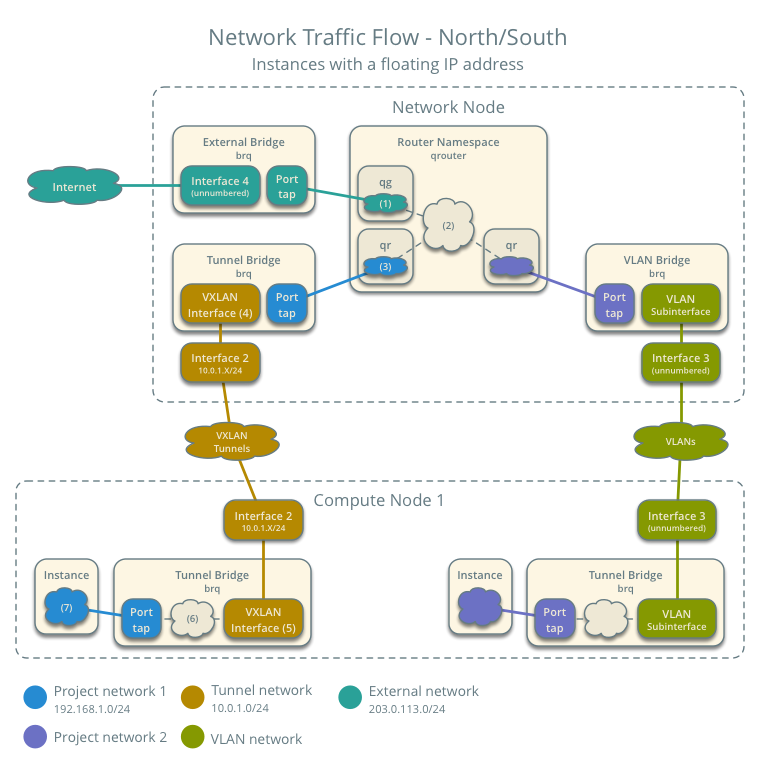 Network Traffic Flow - North/South
Instances with a floating IP address
Network Node
External Bridge
brq
Interface 4
(unnumbered)
Port
tap
Internet
Router Namespace
qrouter
qg
(1)
(2)
qr
(3)
qr
Tunnel Bridge
brq
VXLAN
Interface (4)
Port
tap
Interface 2
10.0.1.X/24
VLAN Bridge
brq
Port
tap
VLAN
Subinterface
Interface 3
(unnumbered)
VXLAN
Tunnels
VLANs
Compute Node 1
Interface 2
10.0.1.X/24
Interface 3
(unnumbered)
Instance
(7)
Tunnel Bridge
brq
Port
tap
(6)
VXLAN
Interface (5)
Instance
Tunnel Bridge
brq
Port
tap
VLAN
Subinterface
Project network 1
192.168.1.0/24
Tunnel network
10.0.1.0/24
External network
203.0.113.0/24
Project network 2
VLAN network